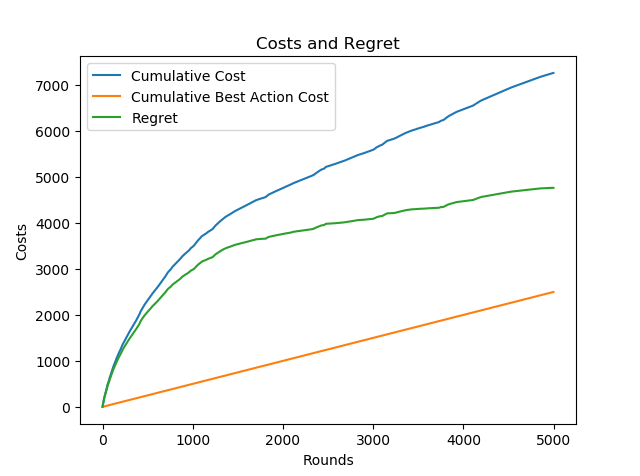 Costs and Regret
Cumulative Cost
Cumulative Best Action Cost
Regret
7000
6000
5000
4000
3000
2000
1000
0
Costs
0 1000 2000 3000 4000 5000
Rounds